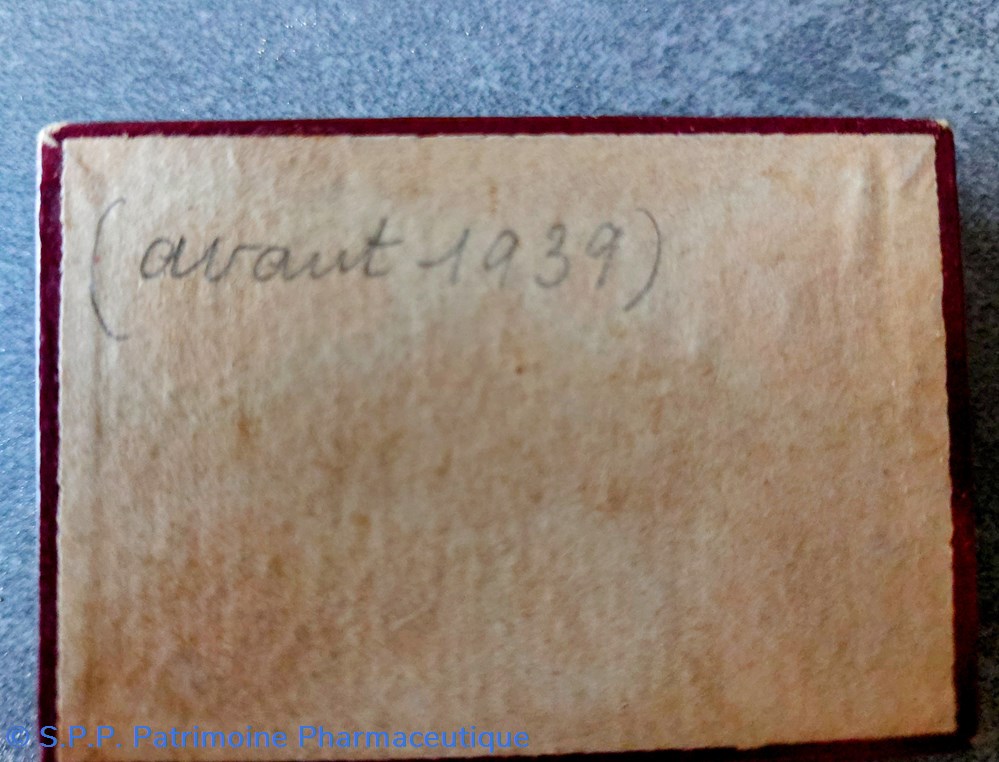 (avant 1939)
© S.P.P. Patrimoine Pharmaceutique